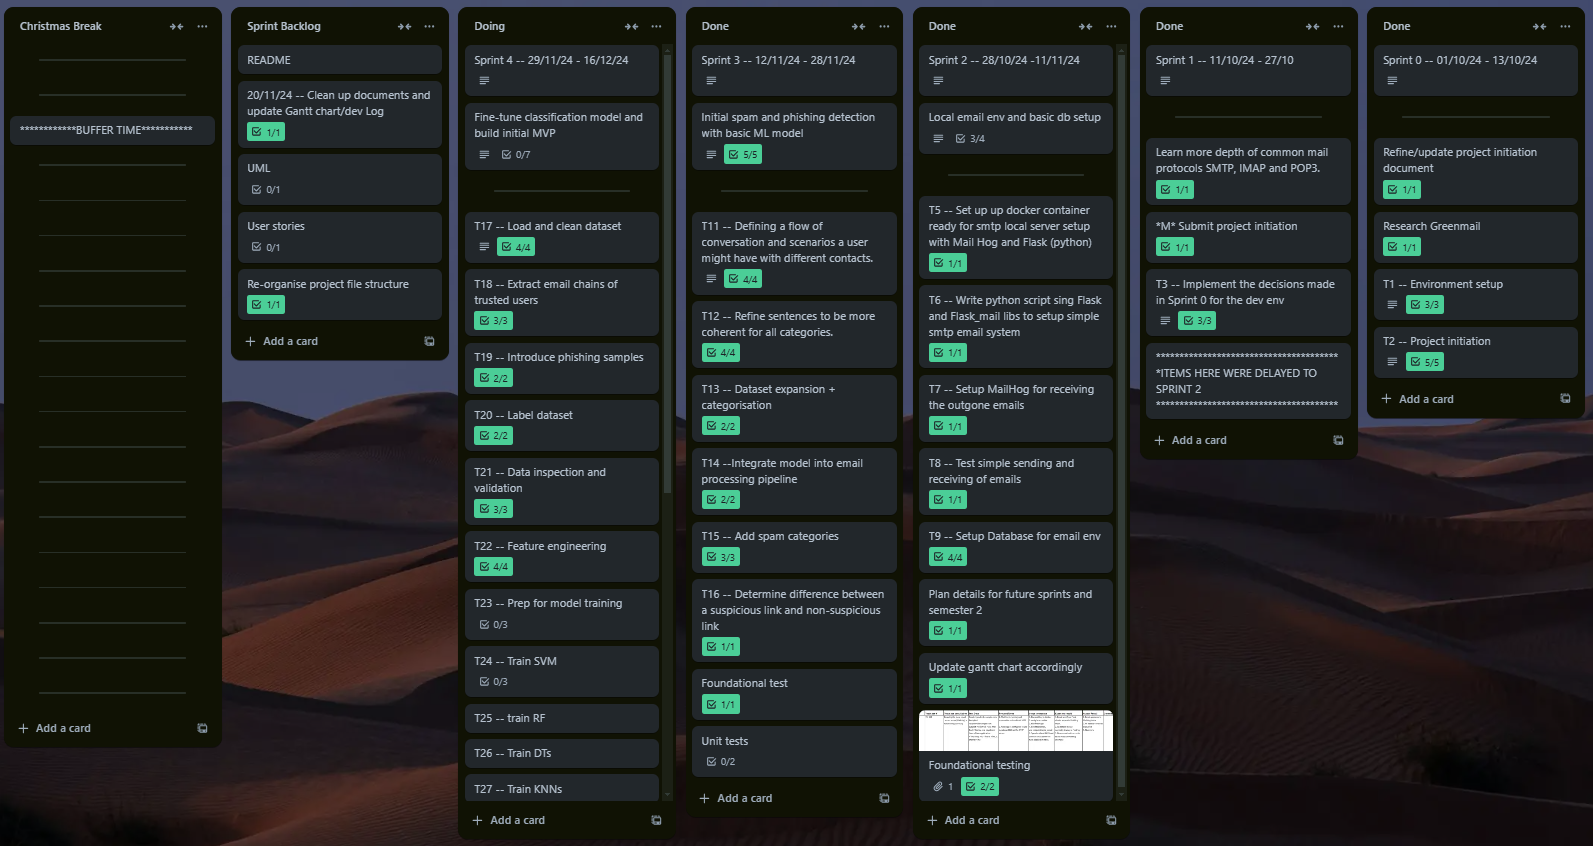 Christmas Break
************BUFFER TIME***********
Add a card
Sprint Backlog
README
20/11/24 -- Clean up documents and
update Gantt chart/dev Log
1/1
UML
0/1
User stories
0/1
Re-organise project file structure
1/1
Add a card
Doing
Sprint 4 -- 29/11/24 - 16/12/24
Fine-tune classification model and
build initial MVP
0/7
T17 -- Load and clean dataset
4/4
T18 -- Extract email chains of
trusted users
3/3
T19 -- Introduce phishing samples
2/2
T20 -- Label dataset
2/2
T21 -- Data inspection and
validation
3/3
T22 -- Feature engineering
4/4
T23 -- Prep for model training
0/3
T24 -- Train SVM
0/3
T25 -- train RF
T26 -- Train DTs
T27 -- Train KNNs
Add a card
Done
Sprint 3 -- 12/11/24 - 28/11/24
Initial spam and phishing detection
with basic ML model
5/5
T11 -- Defining a flow of
conversation and scenarios a user
might have with different contacts.
4/4
T12 -- Refine sentences to be more
coherent for all categories.
4/4
T13 -- Dataset expansion +
categorisation
2/2
T14 --Integrate model into email
processing pipeline
2/2
T15 -- Add spam categories
3/3
T16 -- Determine difference between
a suspicious link and non-suspicious
link
1/1
Foundational test
1/1
Unit tests
0/2
Add a card
Done
Sprint 2 -- 28/10/24 -11/11/24
Local email env and basic db setup
3/4
T5 -- Set up up docker container
ready for smtp local server setup
with Mail Hog and Flask (python)
1/1
T6 -- Write python script sing Flask
and Flask_mail libs to setup simple
smtp email system
1/1
T7 -- Setup MailHog for receiving
the outgone emails
1/1
T8 -- Test simple sending and
receiving of emails
1/1
T9 -- Setup Database for email env
4/4
Plan details for future sprints and
semester 2
1/1
Update gantt chart accordingly
1/1
Foundational testing
1 2/2
Add a card
Done
Sprint 1 -- 11/10/24 - 27/10
Learn more depth of common mail
protocols SMTP, IMAP and POP3.
1/1
*M* Submit project initiation
1/1
T3 -- Implement the decisions made
in Sprint 0 for the dev env
3/3
***************************************
*ITEMS HERE WERE DELAYED TO
SPRINT 2
***************************************
Add a card
Done
Sprint 0 -- 01/10/24 - 13/10/24
Refine/update project initiation
document
1/1
Research Greenmail
1/1
T1 -- Environment setup
3/3
T2 -- Project initiation
5/5
Add a card